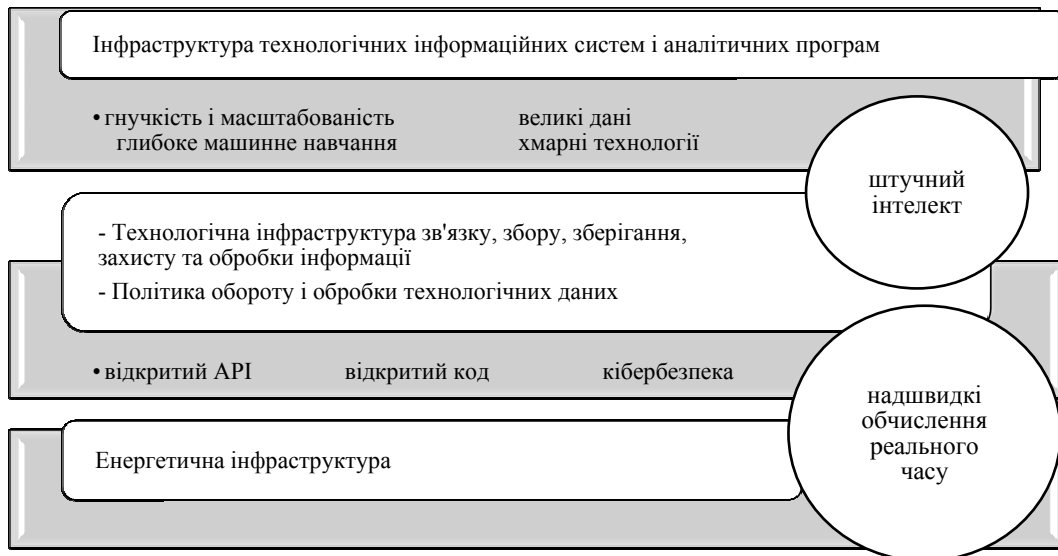 Інфраструктура технологічних інформаційних систем і аналітичних програм
• гнучкість і масштабованість великі дані
глибоке машинне навчання хмарні технології
штучний
інтелект
- Технологічна інфраструктура зв'язку, збору, зберігання,
захисту та обробки інформації
- Політика обороту і обробки технологічних даних
• відкритий API відкритий код кібербезпека
надшвидкі
обчислення
реального
часу
Енергетична інфраструктура